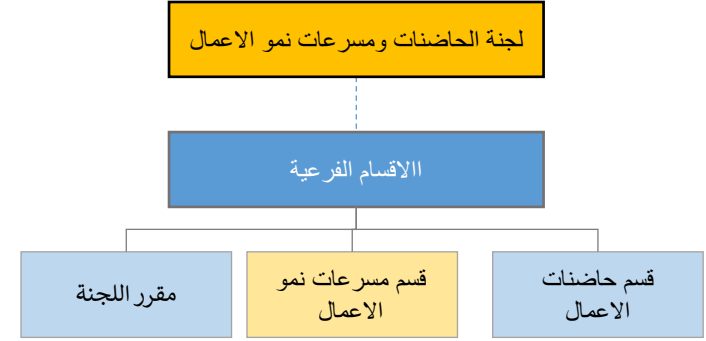 لجنة الحاضنات ومسرعات نمو الاعمال
االاقسام الفرعية
قسم حاضنات
الاعمال
قسم مسرعات نمو
الاعمال
مقرر اللجنة